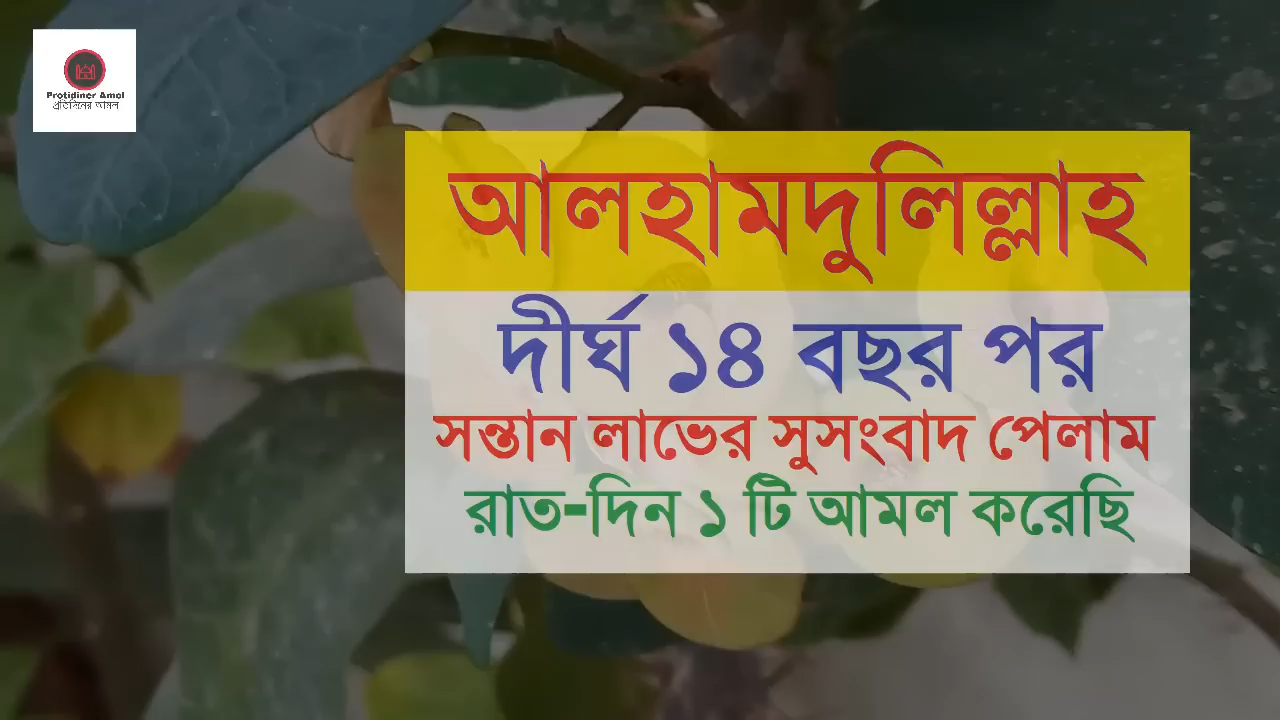 Protidiner Amol
প্রতিদিনের আমল
আলহামদুলিল্লাহ
দীর্ঘ ১৪ বছর পর
সন্তান লাভের সুসংবাদ পেলাম
রাত-দিন ১ টি আমল করেছি